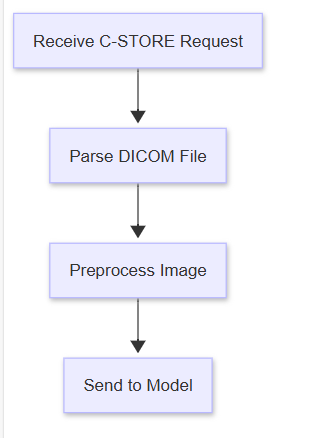 Receive C-STORE Request
Parse DICOM File
Preprocess Image
Send to Model